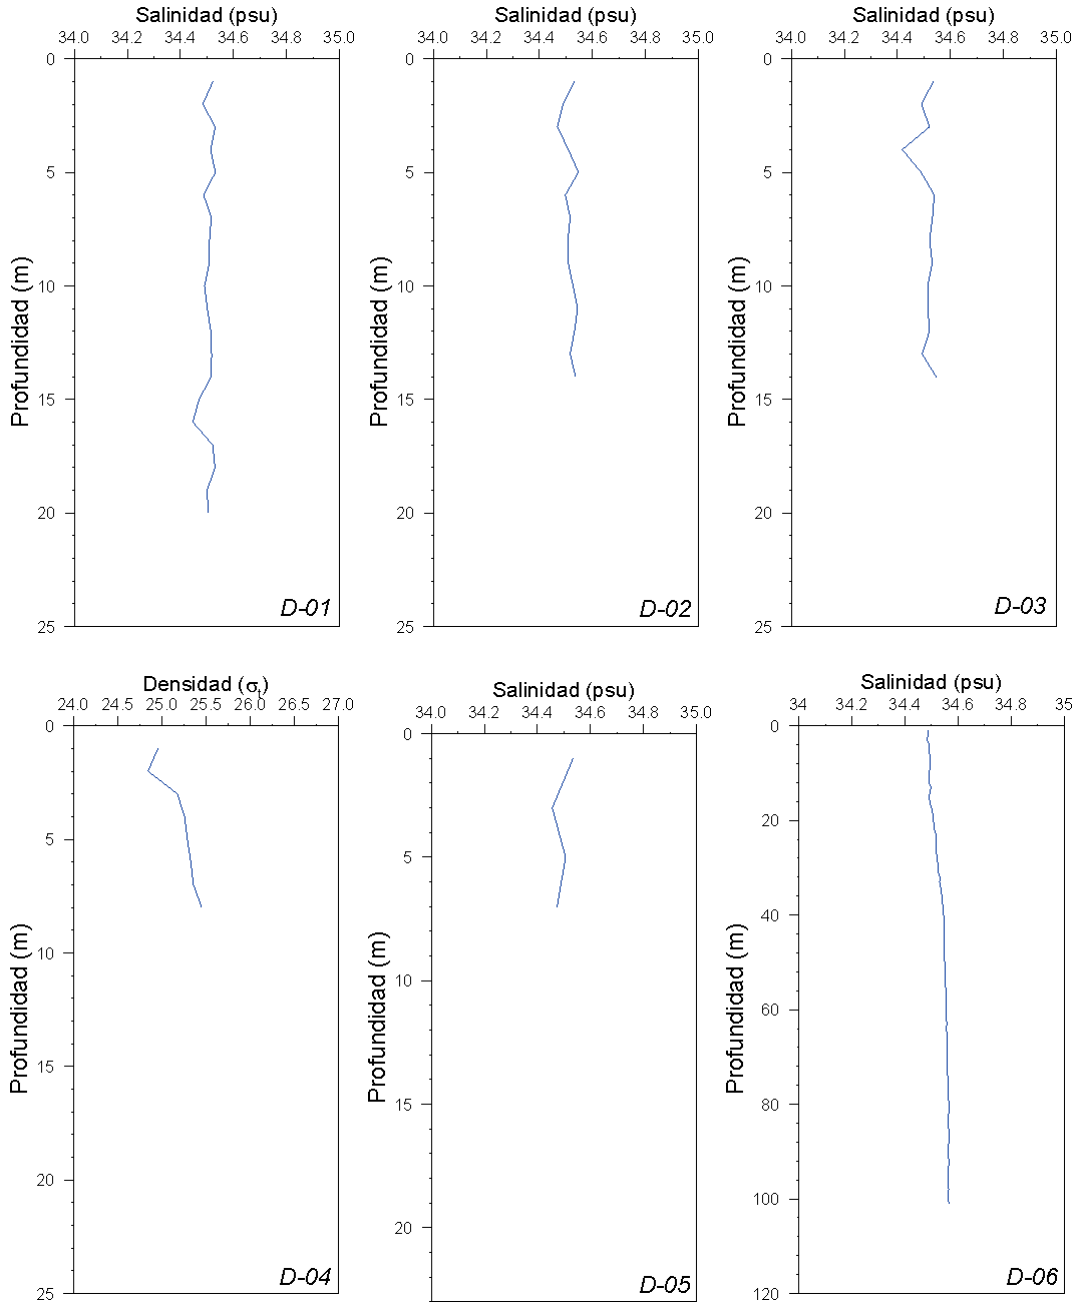 Salinidad (psu)
34.0 34.2 34.4 34.6 34.8 35.0
0
5
10
15
20
25
Profundidad (m)
D-01
Salinidad (psu)
34.0 34.2 34.4 34.6 34.8 35.0
0
5
10
15
20
25
Profundidad (m)
D-02
Salinidad (psu)
34.0 34.2 34.4 34.6 34.8 35.0
0
5
10
15
20
25
Profundidad (m)
D-03
Densidad (σt)
24.0 24.5 25.0 25.5 26.0 26.5 27.0
0
5
10
15
20
25
Profundidad (m)
D-04
Salinidad (psu)
34.0 34.2 34.4 34.6 34.8 35.0
0
5
10
15
20
Profundidad (m)
D-05
Salinidad (psu)
34 34.2 34.4 34.6 34.8 35
0
20
40
60
80
100
120
Profundidad (m)
D-06